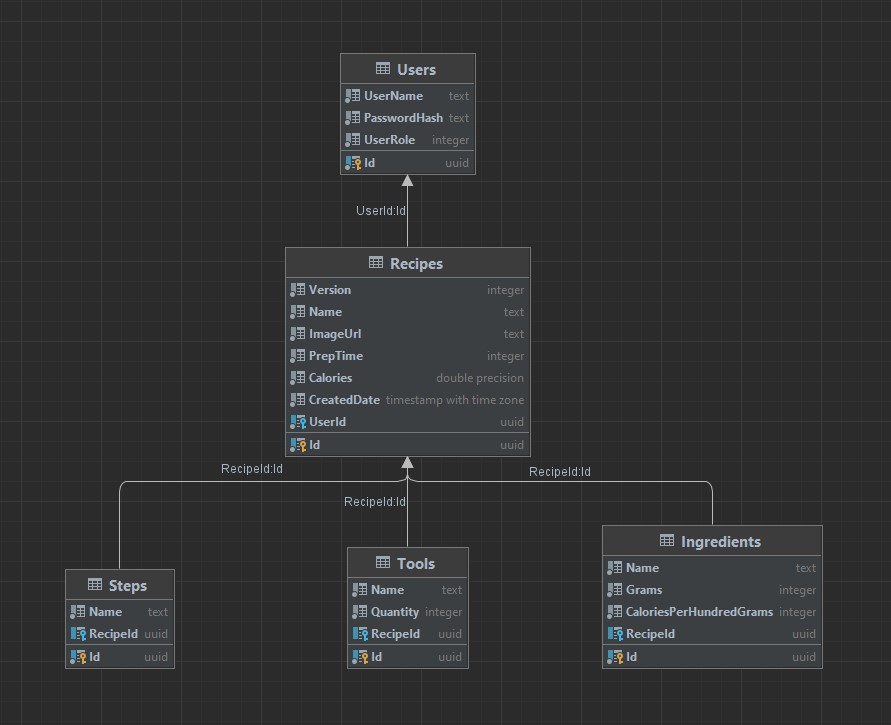 Users
UserName text
PasswordHash text
UserRole integer
Id uuid
UserId:Id
Recipes
Version integer
Name text
ImageUrl text
PrepTime integer
Calories double precision
CreatedDate timestamp with time zone
UserId uuid
Id uuid
RecipeId:Id
RecipeId:Id
RecipeId:Id
Steps
Name text
RecipeId uuid
Id uuid
Tools
Name text
Quantity integer
RecipeId uuid
Id uuid
Ingredients
Name text
Grams integer
CaloriesPerHundredGrams integer
RecipeId uuid
Id uuid